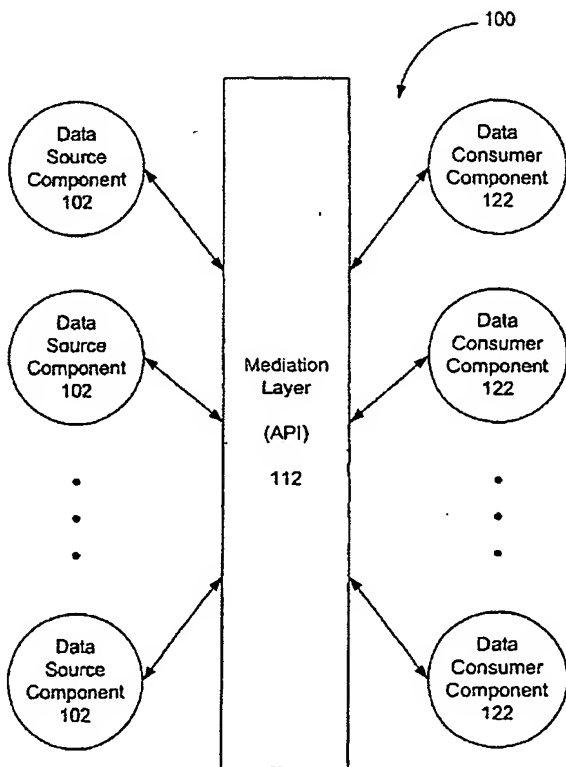 100
Data
Source
Component
102
Data
Consumer
Component
122
Data
Source
Component
102
Mediation
Layer
(API)
112
Data
Consumer
Component
122
Data
Source
Component
102
Data
Consumer
Component
122